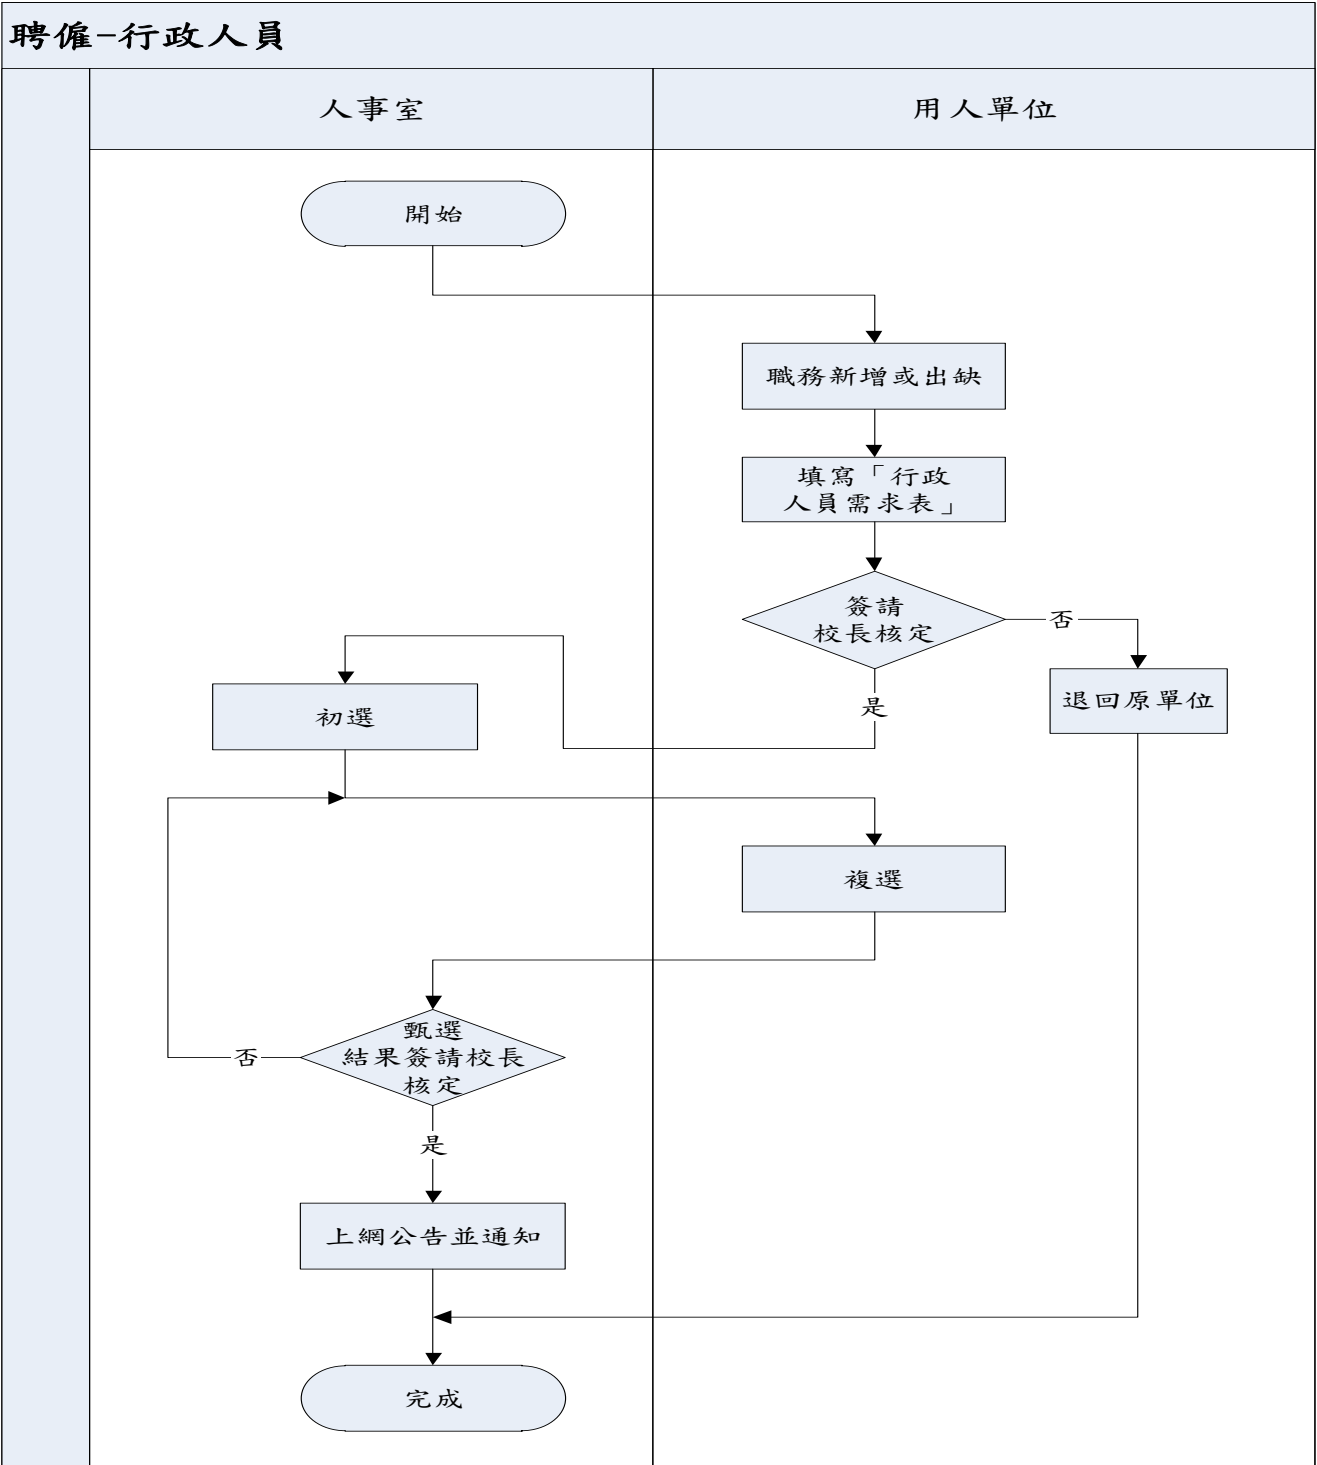 聘僱-行政人員
人事室
用人單位
開始
職務新增或出缺
填寫「行政
人員需求表」
簽請
校長核定
否
退回原單位
是
初選
複選
甄選
結果簽請校長
核定
否
是
上網公告並通知
完成